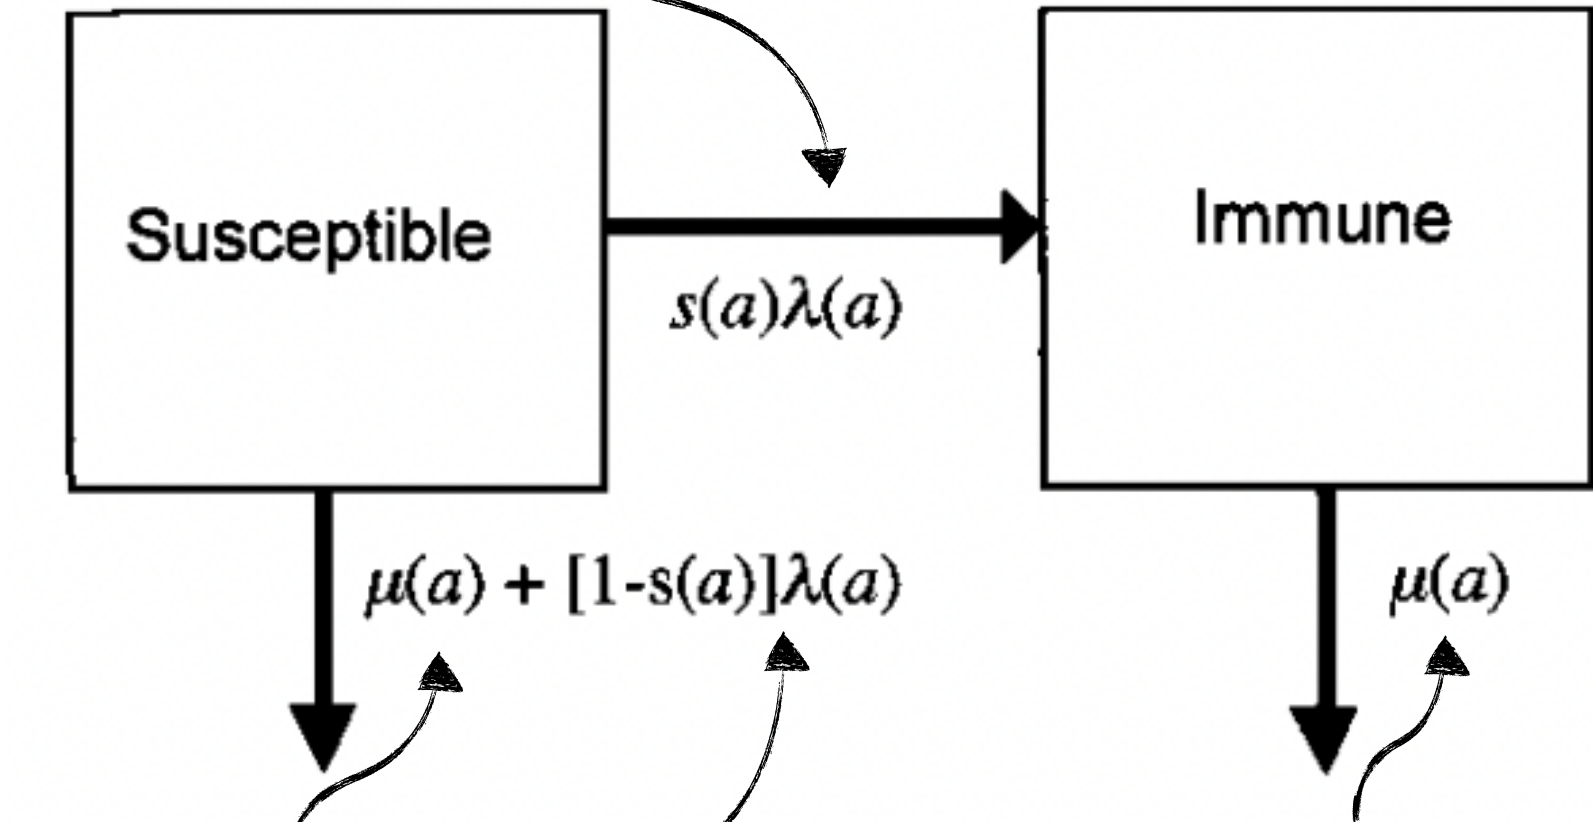 Susceptible
Immune
s(a)λ(a)
μ(a) + [1-s(a)]λ(a)
μ(a)